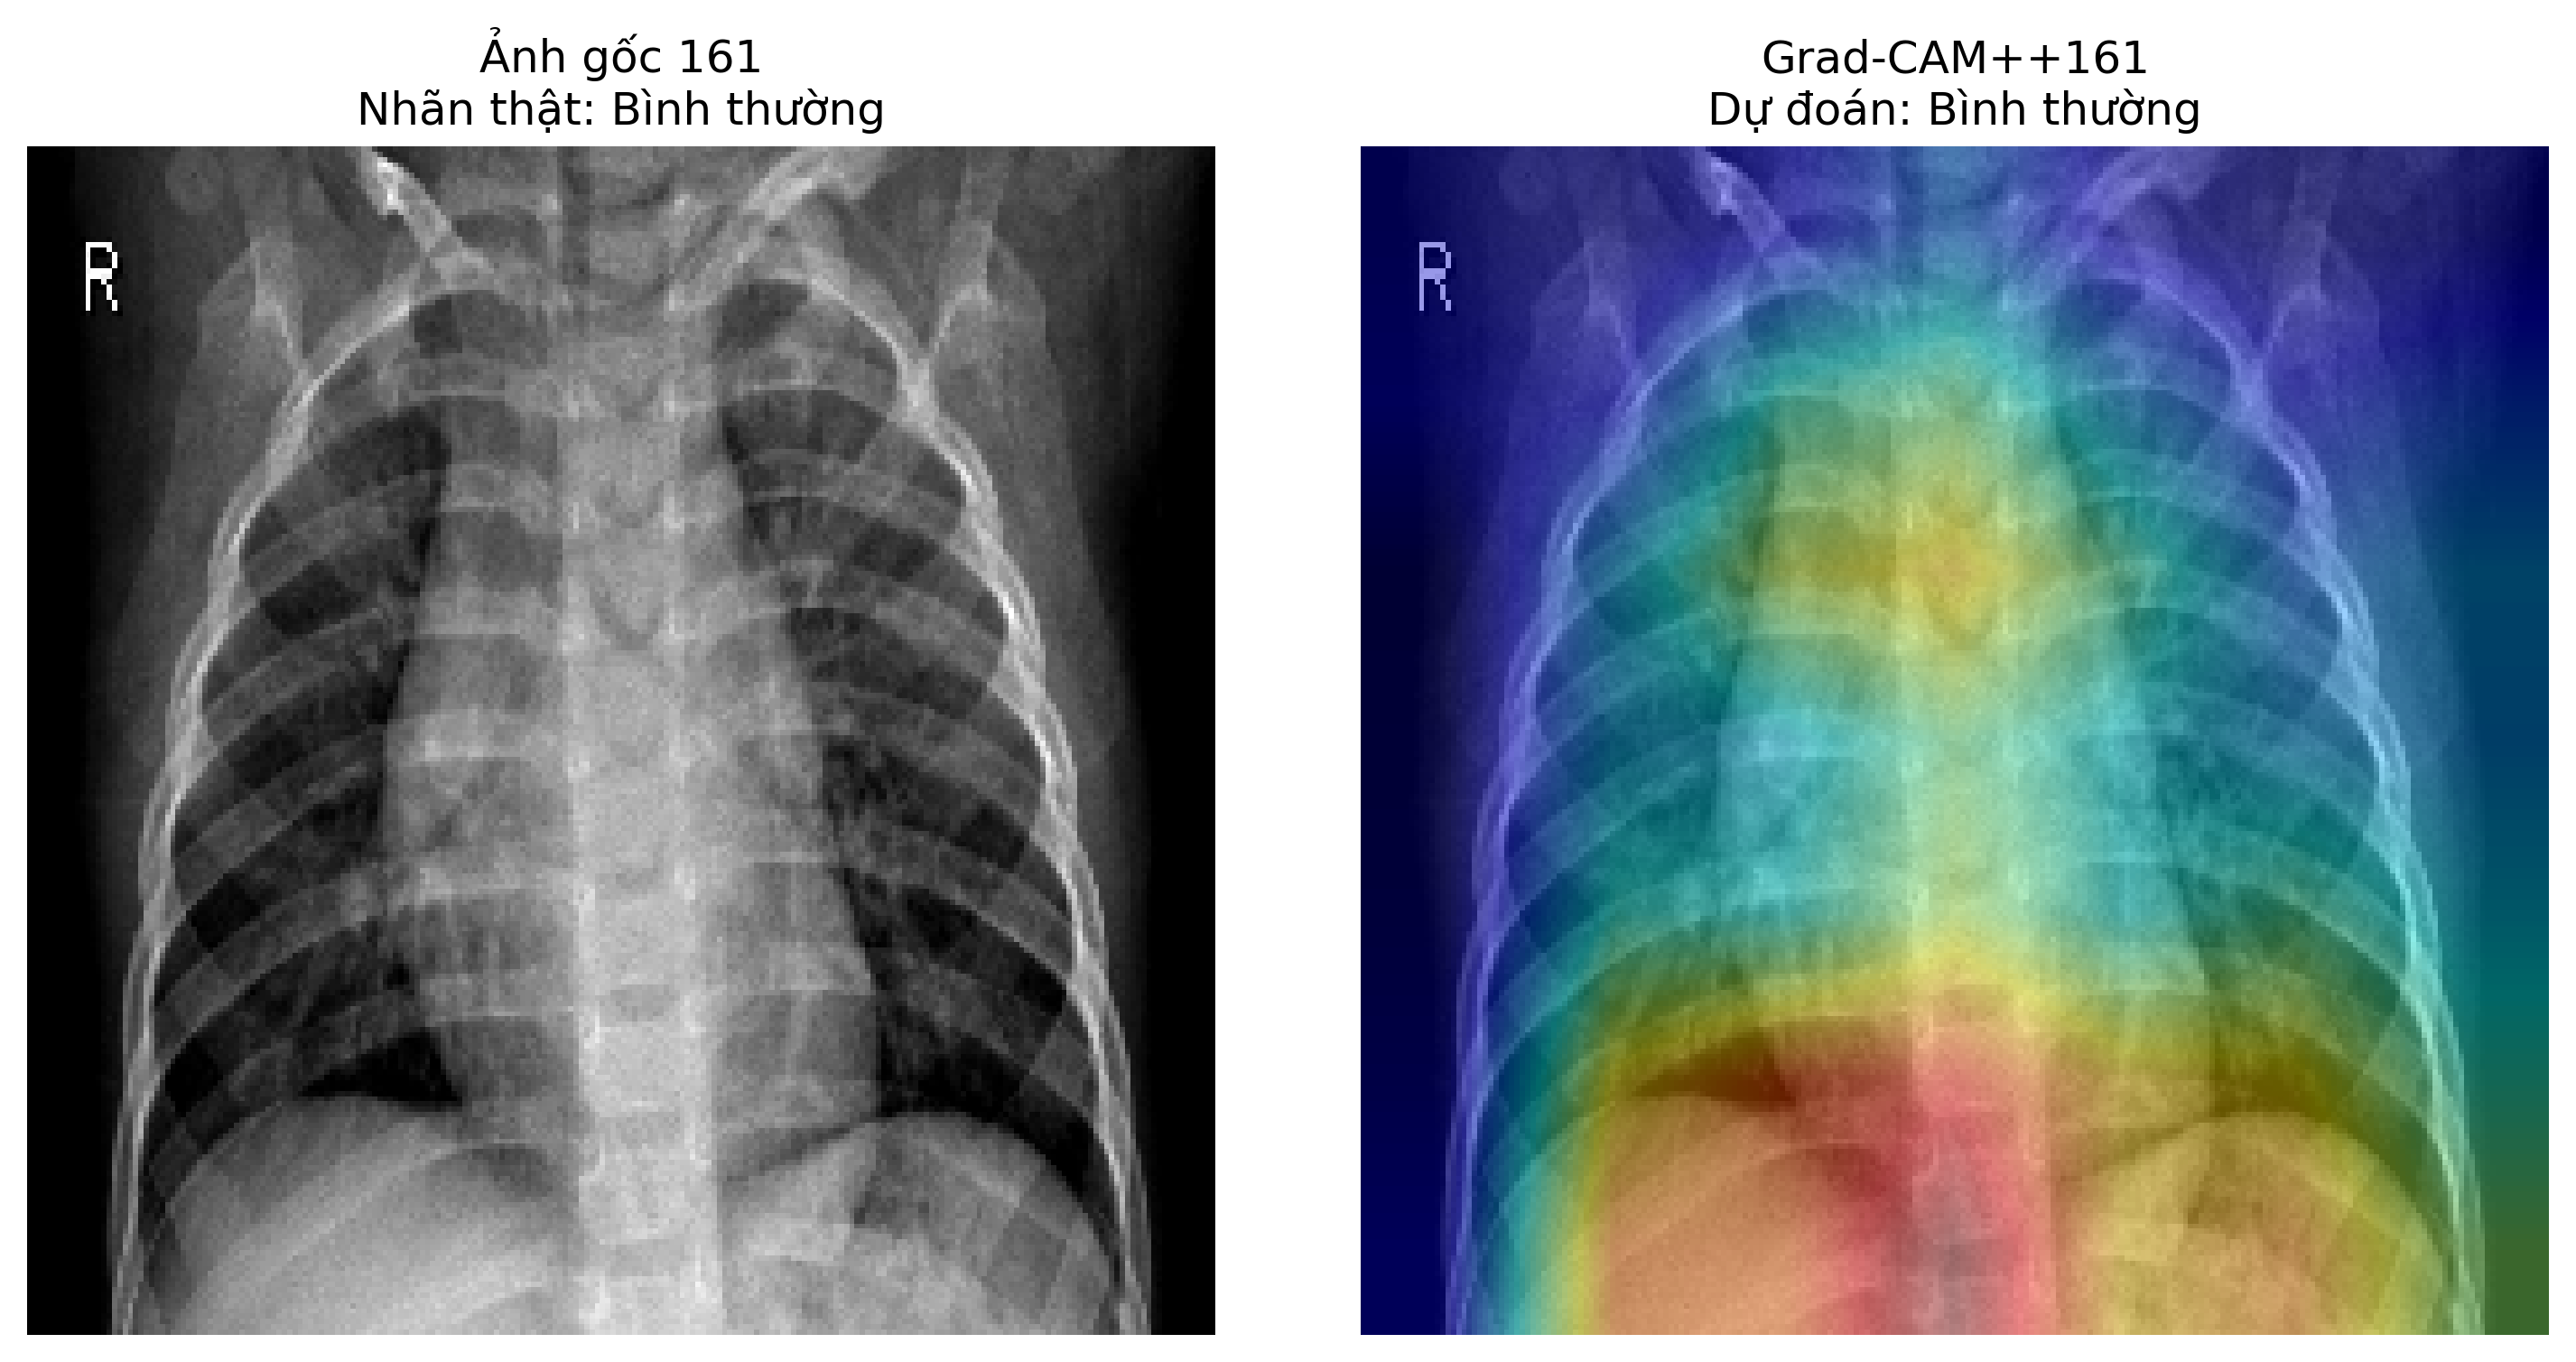 Ảnh gốc 161
Nhãn thật: Bình thường
R
Grad-CAM++161
Dự đoán: Bình thường
R